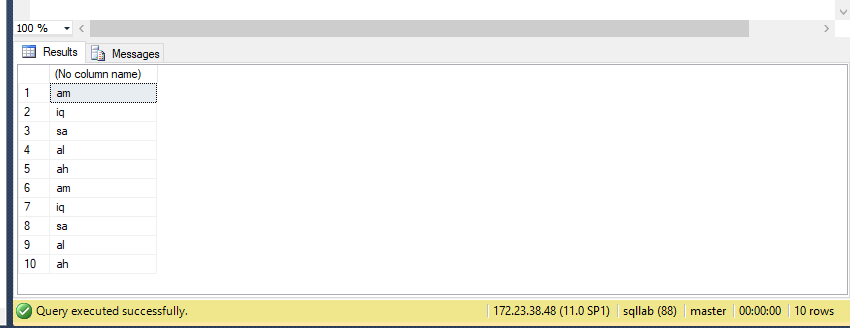 100 %
Results Messages
(No column name)
1 am
2 iq
3 sa
4 al
5 ah
6 am
7 iq
8 sa
9 al
10 ah
Query executed successfully. 172.23.38.48 (11.0 SP1) sqllab (88) master 00:00:00 10 rows